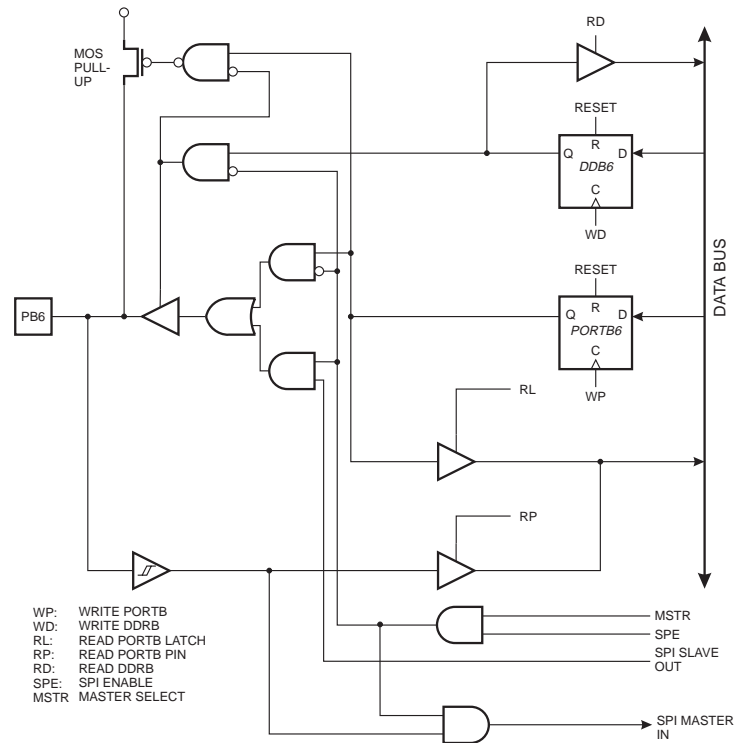 MOS
PULL-
UP
RD
RESET
R
Q
D
DDB6
C
WD
DATA BUS
RESET
R
Q
D
PORTB6
C
WP
PB6
RL
RP
WP: WRITE PORTB
WD: WRITE DDRB
RL: READ PORTB LATCH
RP: READ PORTB PIN
RD: READ DDRB
SPE: SPI ENABLE
MSTR MASTER SELECT
MSTR
SPE
SPI SLAVE
OUT
SPI MASTER
IN